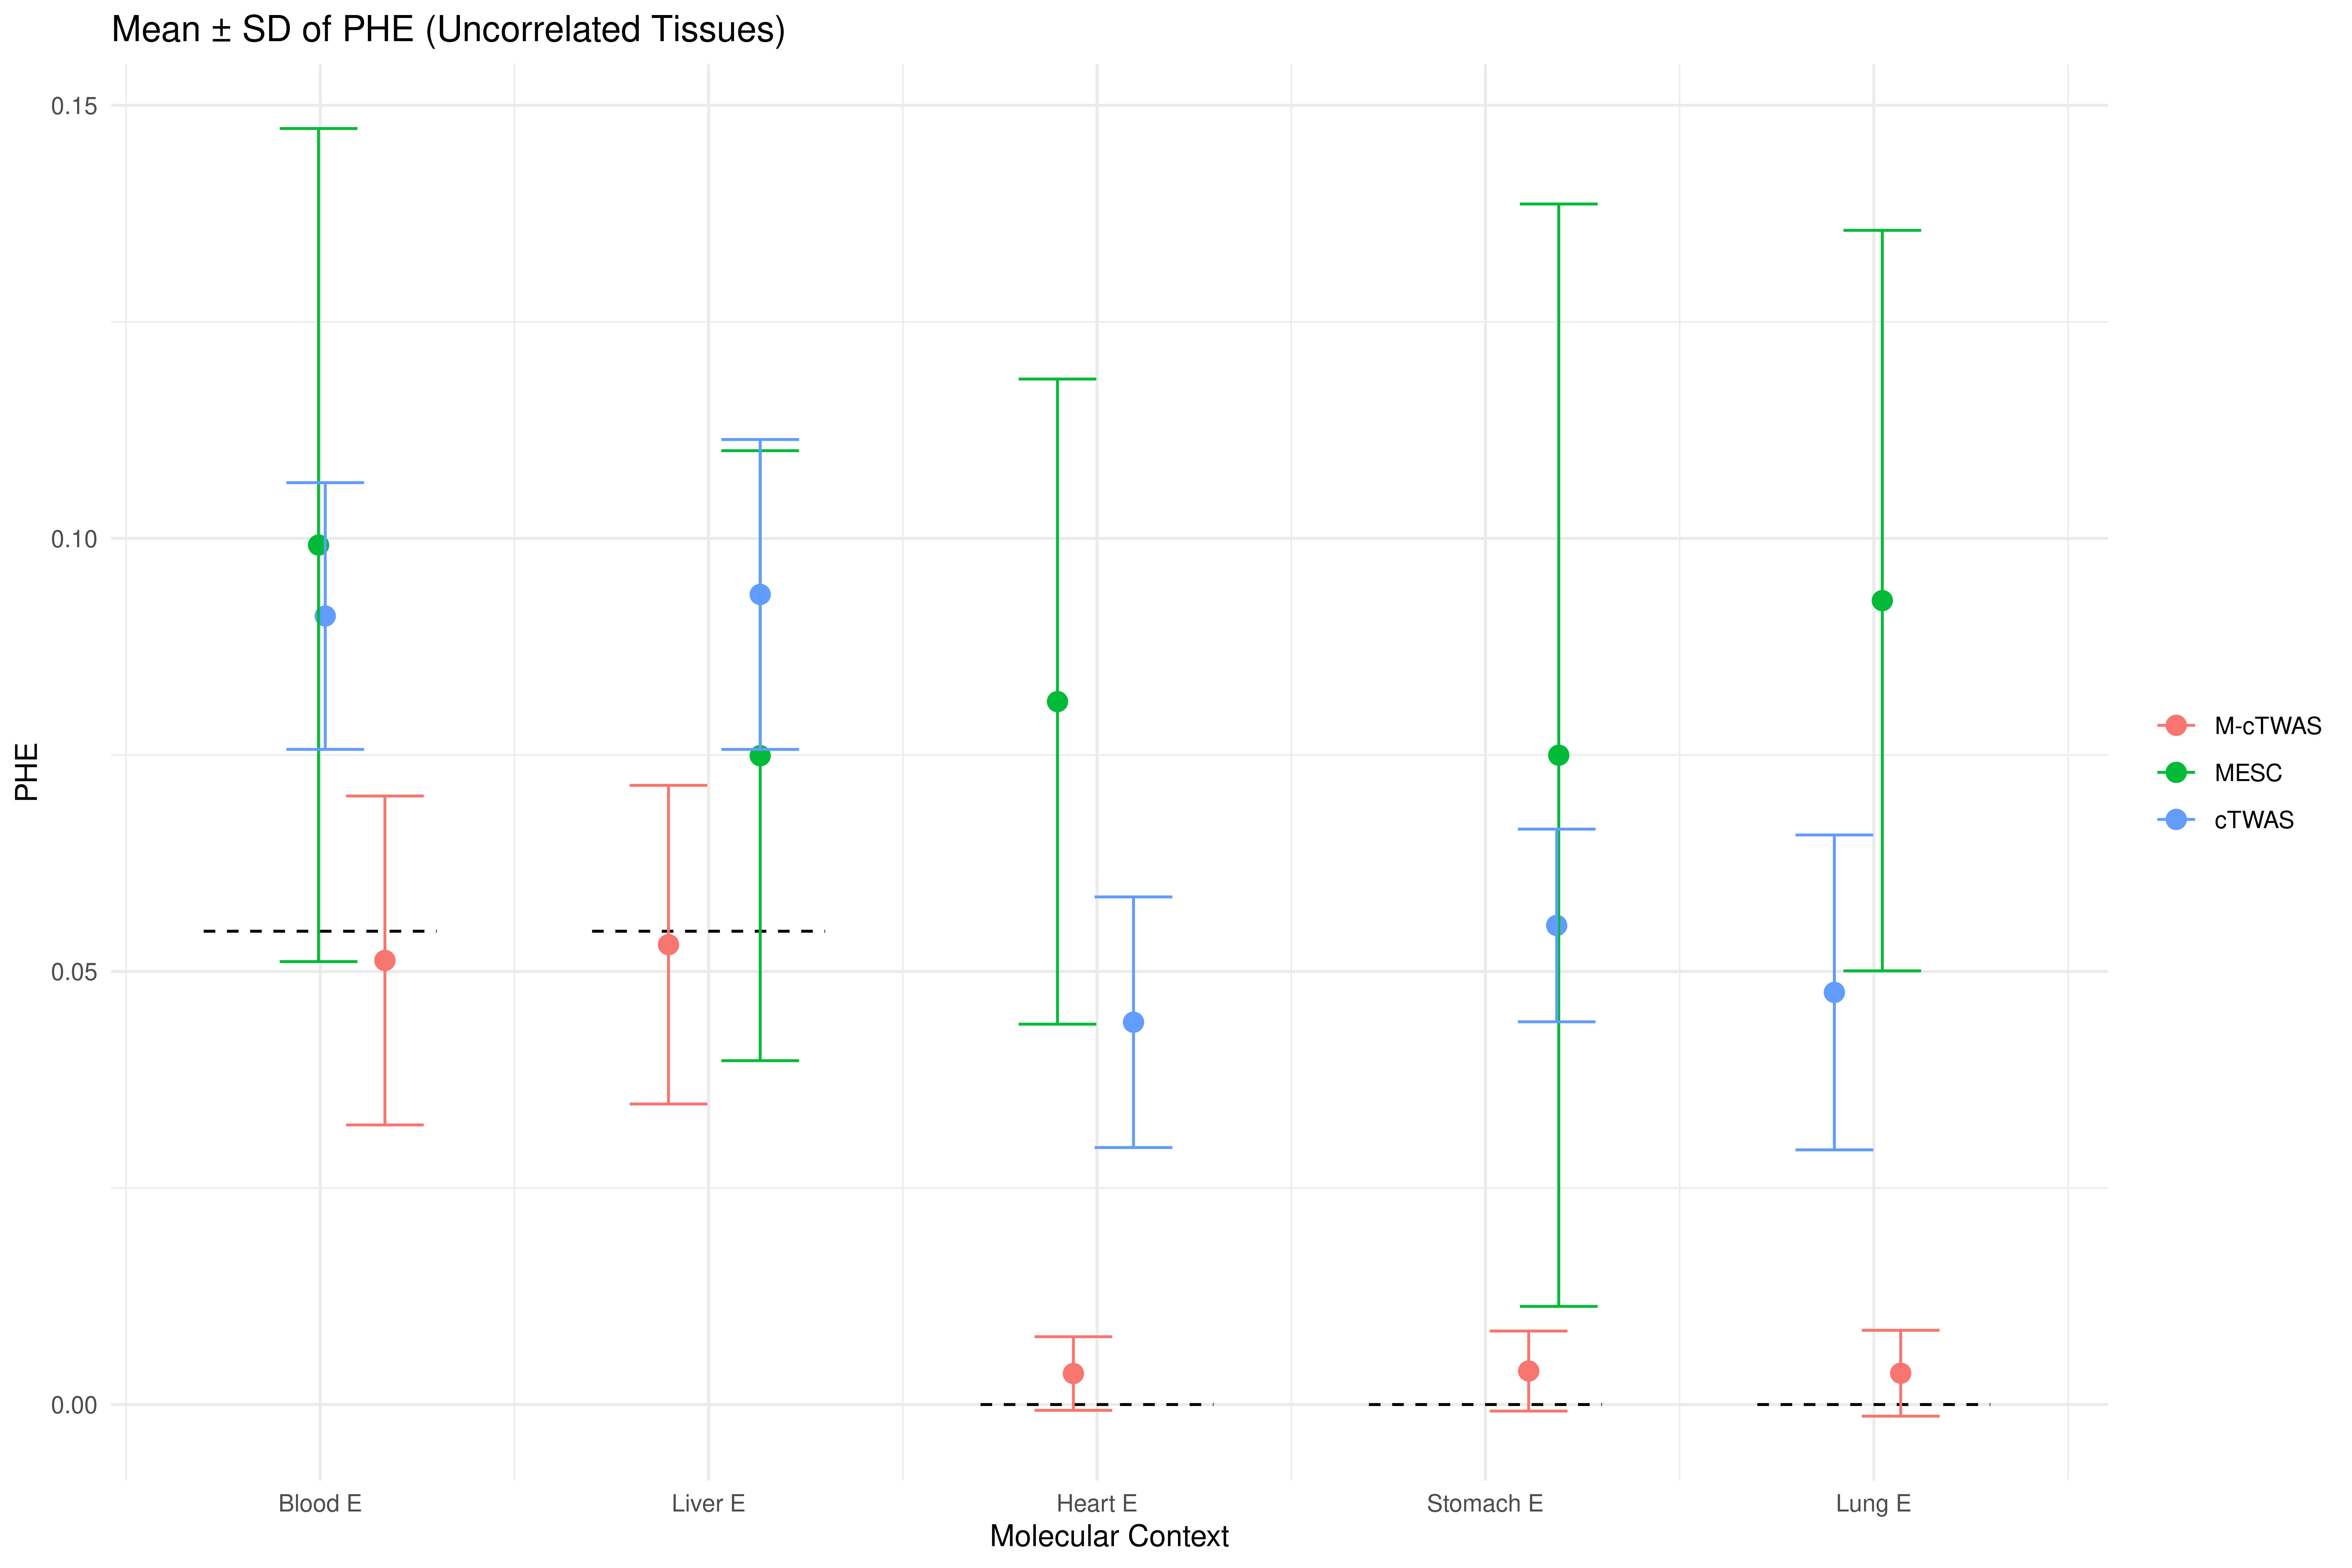 Mean ± SD of PHE (Uncorrelated Tissues)
PHE
0.15
0.10
0.05
0.00
Blood E
Liver E
Heart E
Stomach E
Lung E
Molecular Context
M-cTWAS
MESC
cTWAS